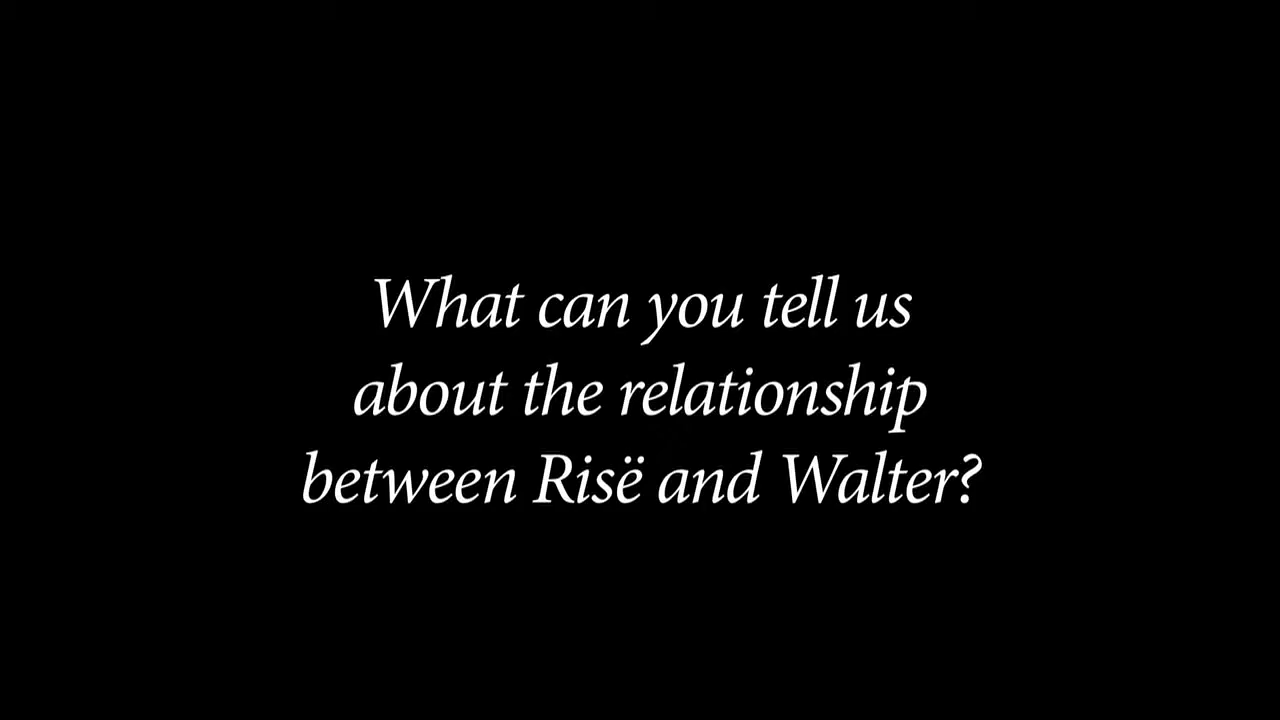 What can you tell us
about the relationship
between Risë and Walter?